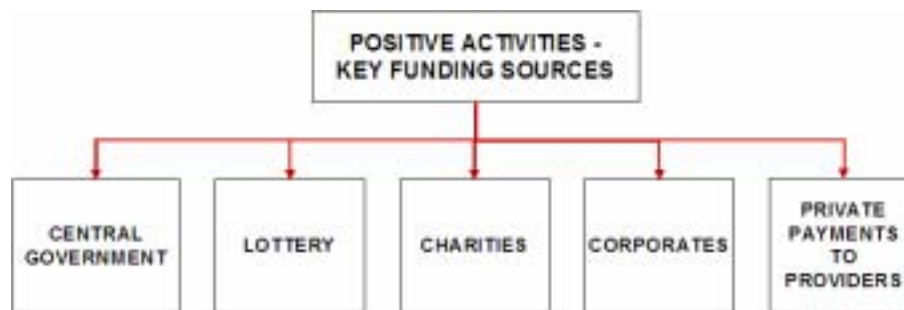 POSITIVE ACTIVITIES -
KEY FUNDING SOURCES
CENTRAL
GOVERNMENT
LOTTERY
CHARITIES
CORPORATES
PRIVATE
PAYMENTS
TO
PROVIDERS